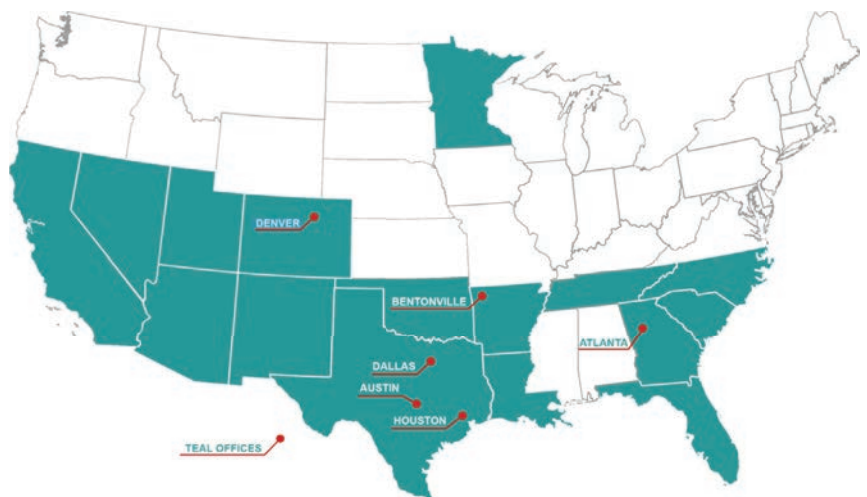 DENVER
BENTONVILLE
ATLANTA
DALLAS
AUSTIN
HOUSTON
TEAL OFFICES